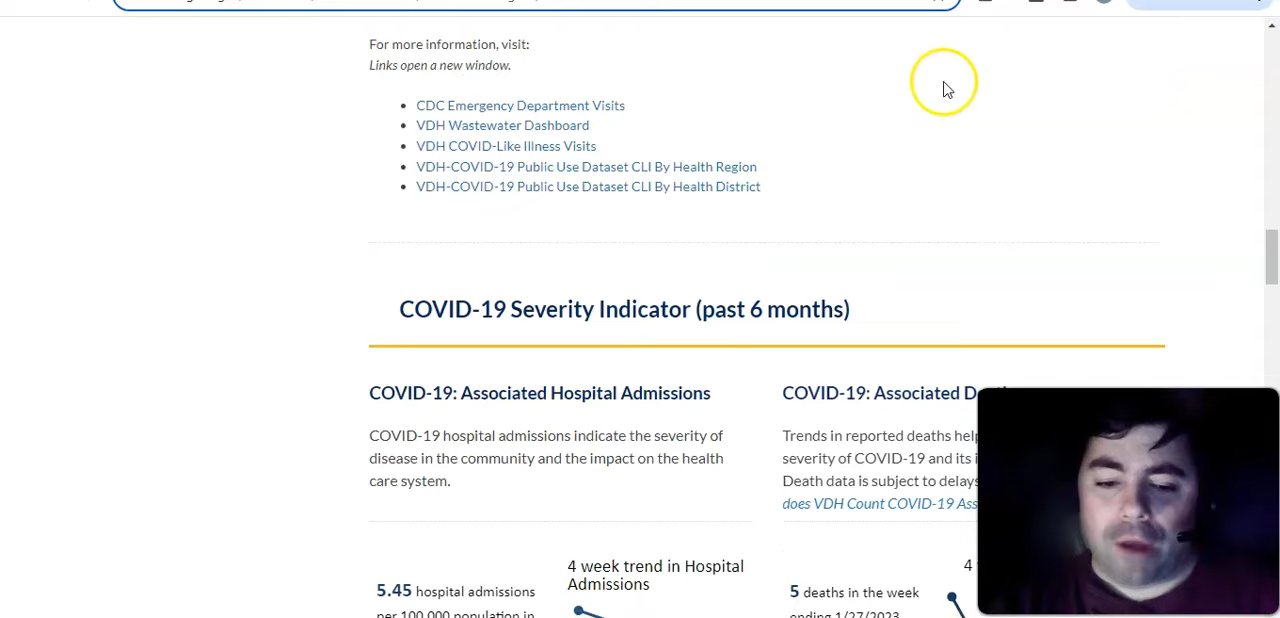 For more information, visit:
Links open a new window.
CDC Emergency Department Visits
VDH Wastewater Dashboard
VDH COVID-Like Illness Visits
VDH-COVID-19 Public Use Dataset CLI By Health Region
VDH-COVID-19 Public Use Dataset CLI By Health District
COVID-19 Severity Indicator (past 6 months)
COVID-19: Associated Hospital Admissions
COVID-19 hospital admissions indicate the severity of
disease in the community and the impact on the health
care system.
4 week trend in Hospital
Admissions
5.45 hospital admissions
per 100,000 population in
COVID-19: Associated
Trends in reported deaths
severity of COVID-19 and its
Death data is subject to delays
does VDH Count COVID-19
4
5 deaths in the week
ending 1/27/2023